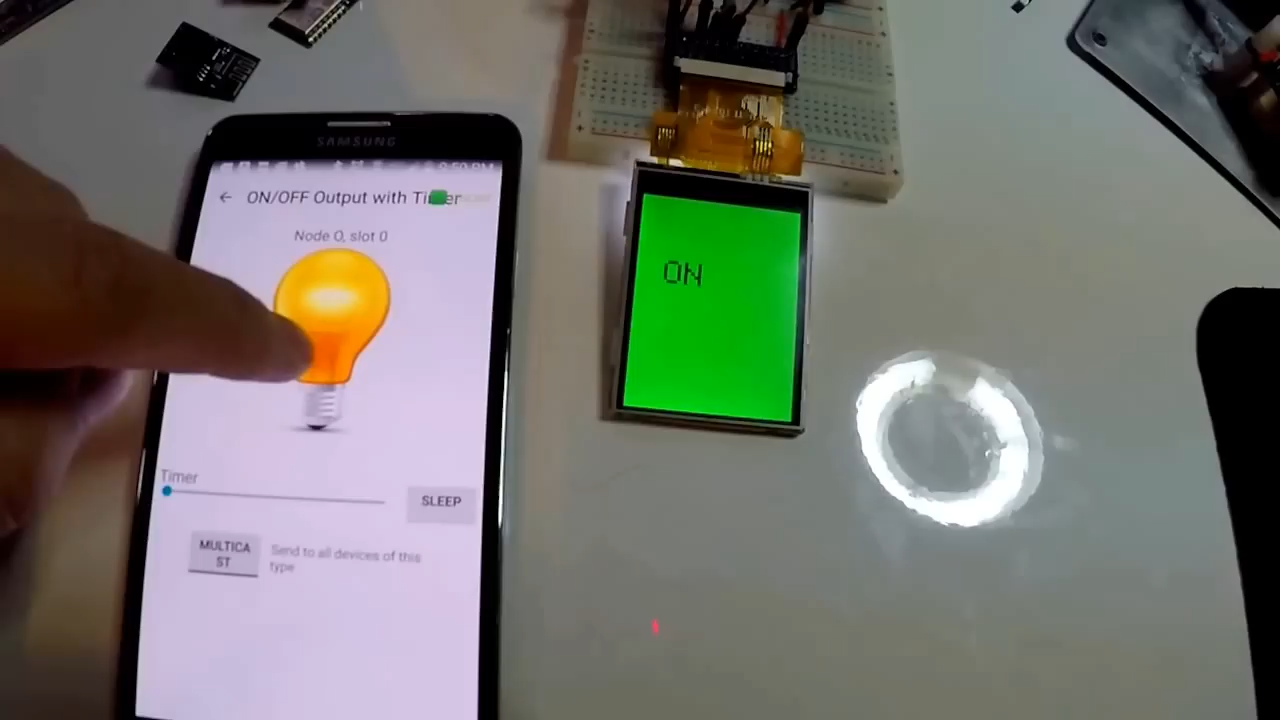 SAMSUNG
ON/OFF Output with Timer
Node 0, slot 0
ON
Timer
SLEEP
MULTICA
ST
Send to all devices of this
type